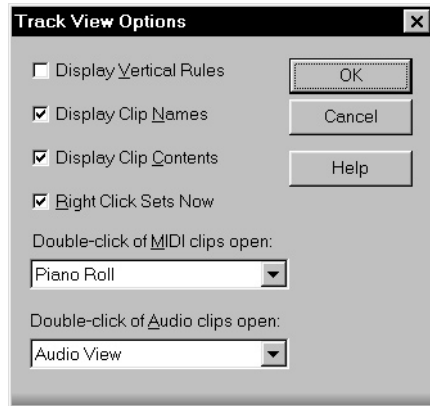 Track View Options
Display Vertical Rules
OK
Display Clip Names
Cancel
Display Clip Contents
Help
Right Click Sets Now
Double-click of MIDI clips open:
Piano Roll
Double-click of Audio clips open:
Audio View